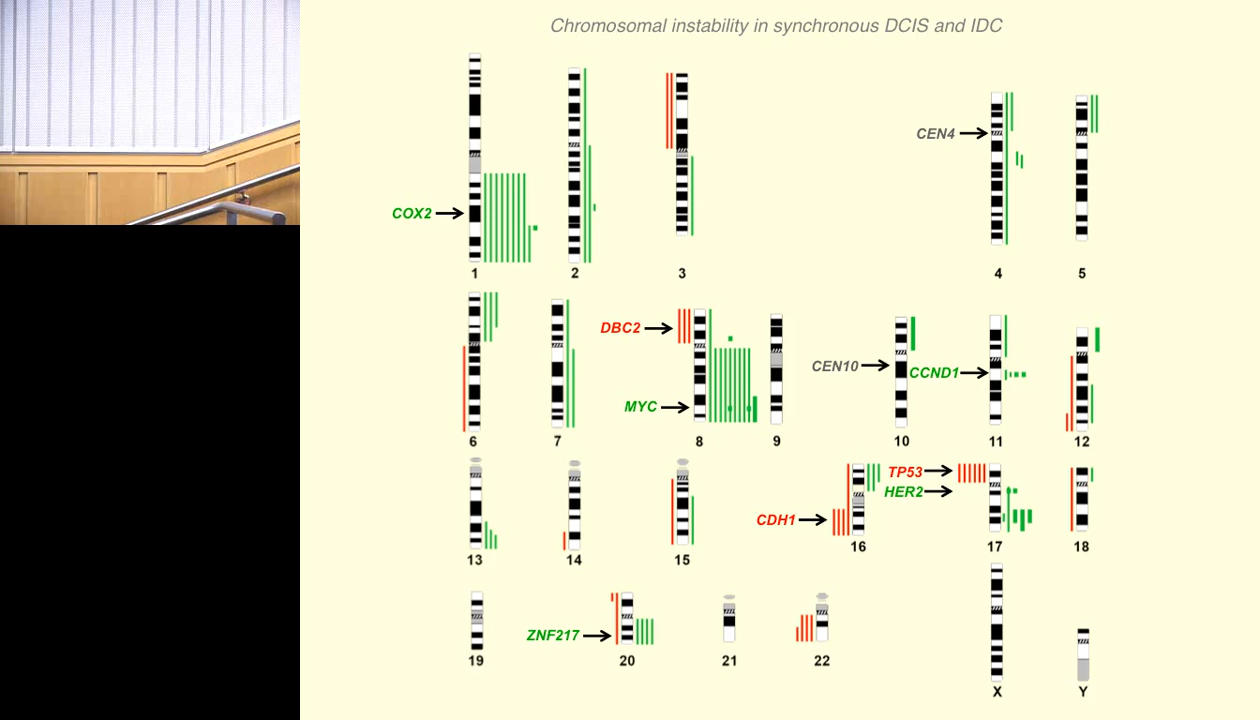 Chromosomal instability in synchronous DCIS and IDC
CEN4
COX2
1 2 3 4 5
DBC2
CEN10
CCND1
MYC
6 7 8 9 10 11 12
TP53
HER2
CDH1
13 14 15 16 17 18
ZNF217
19 20 21 22
X Y